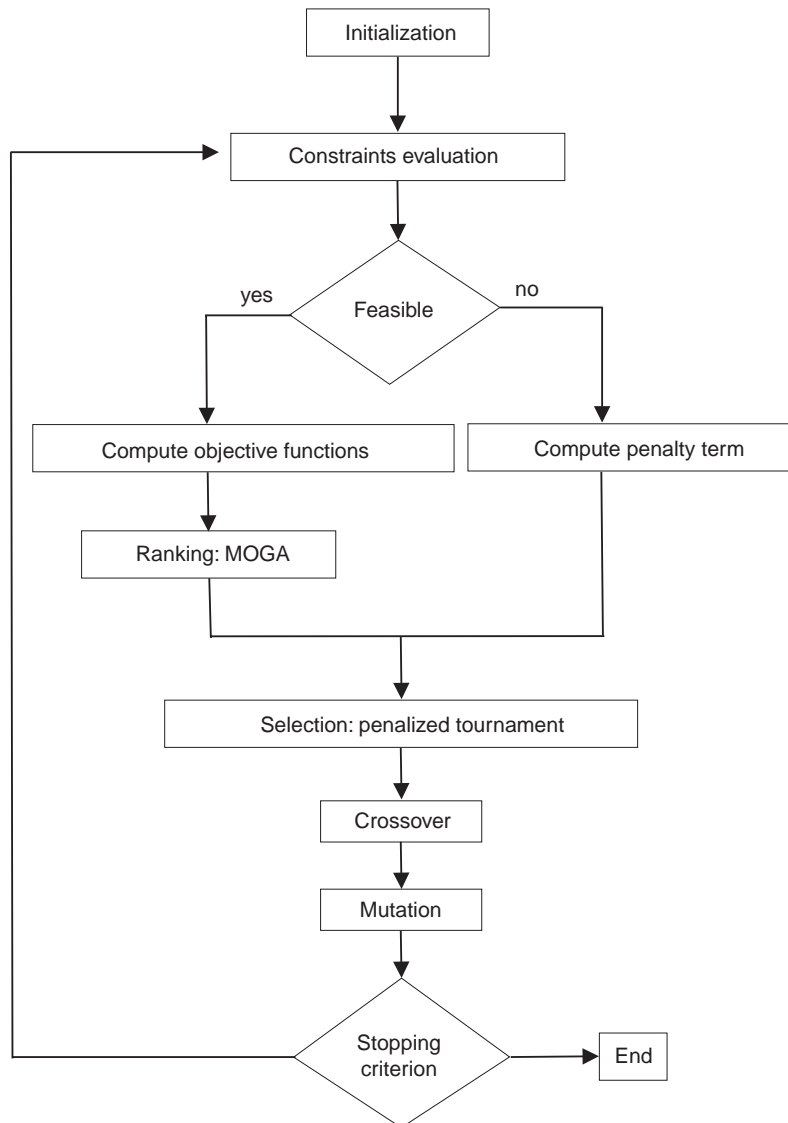 Initialization
Constraints evaluation
yes
no
Feasible
Compute objective functions
Compute penalty term
Ranking: MOGA
Selection: penalized tournament
Crossover
Mutation
Stopping
criterion
End